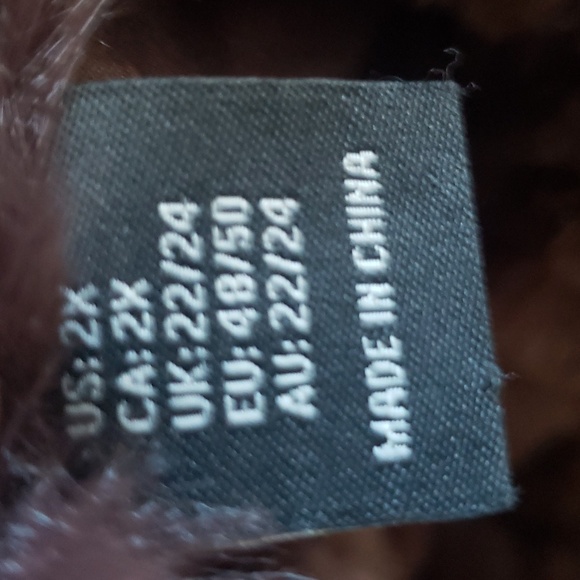 US: 2X
CA: 2X
UK: 22/24
EU: 48/50
AU: 22/24
MADE IN CHINA